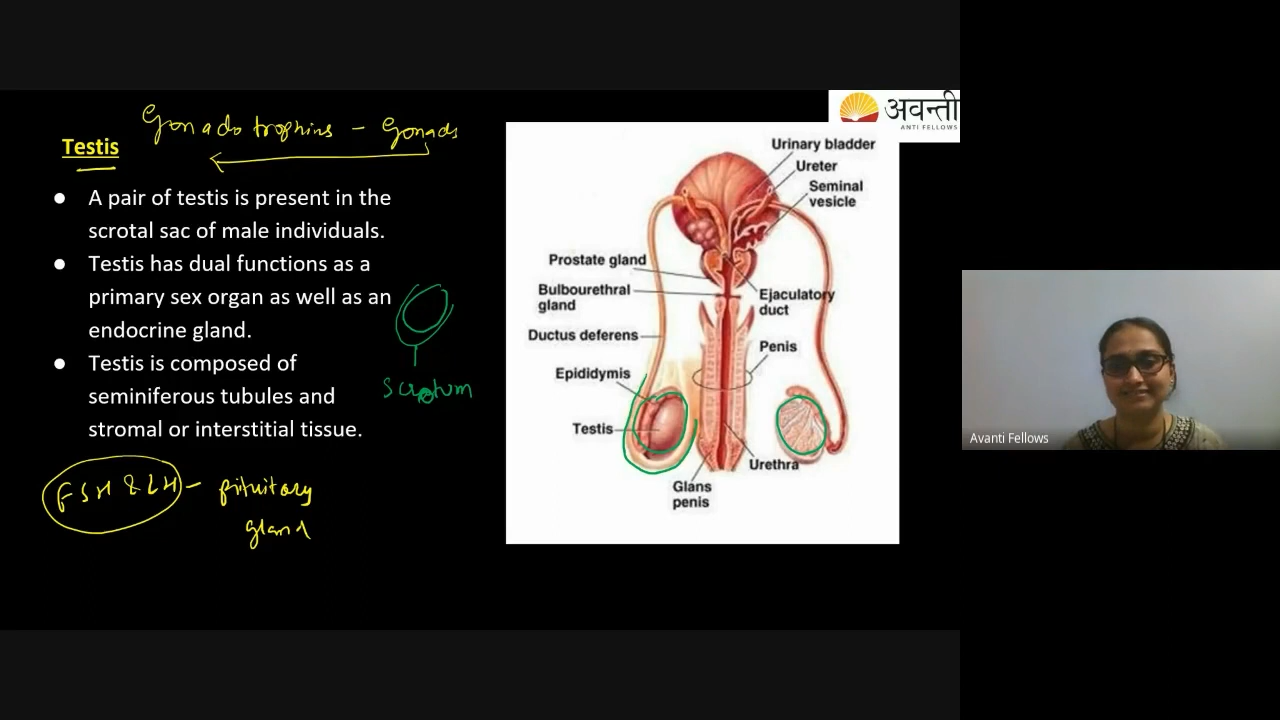 Gonadotrophins - Gonads
Testis
● A pair of testis is present in the
scrotal sac of male individuals.
● Testis has dual functions as a
primary sex organ as well as an
endocrine gland.
● Testis is composed of
seminiferous tubules and
stromal or interstitial tissue.
Scrotum
FSH & LH - pituitary
gland
अवन्ती
ANTI FELLOWS
Urinary bladder
Ureter
Seminal
vesicle
Prostate gland
Bulbourethral
gland
Ejaculatory
duct
Ductus deferens
Penis
Epididymis
Testis
Urethra
Glans
penis
Avanti Fellows